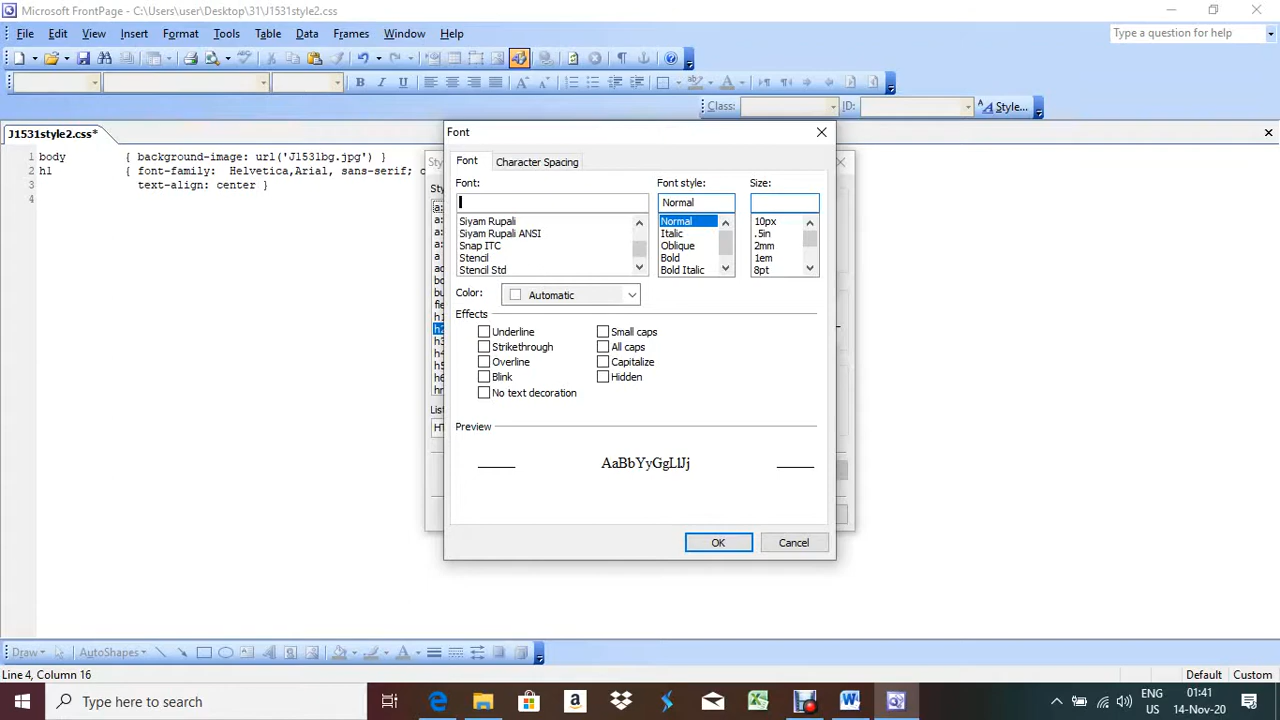 Microsoft FrontPage - C:\Users\user\Desktop\31\J1531style2.css
File Edit View Insert Format Tools Table Data Frames Window Help
Type a question for help
Class: ID: Style...
J1531style2.css*
1 body { background-image: url('J1531bg.jpg') }
2 h1 { font-family: Helvetica,Arial, sans-serif; c
3 text-align: center }
4
Font
Font Character Spacing
Font: Font style: Size:
Normal
Siyam Rupali Normal 10px
Siyam Rupali ANSI Italic .5in
Snap ITC Oblique 2mm
Stencil Bold 1em
Stencil Std Bold Italic 8pt
Color: Automatic
Effects
Underline Small caps
Strikethrough All caps
Overline Capitalize
Blink Hidden
No text decoration
Preview
AaBbYyGgLlJj
OK Cancel
Draw AutoShapes
Line 4, Column 16 Default Custom
Type here to search
ENG 01:41
US 14-Nov-20